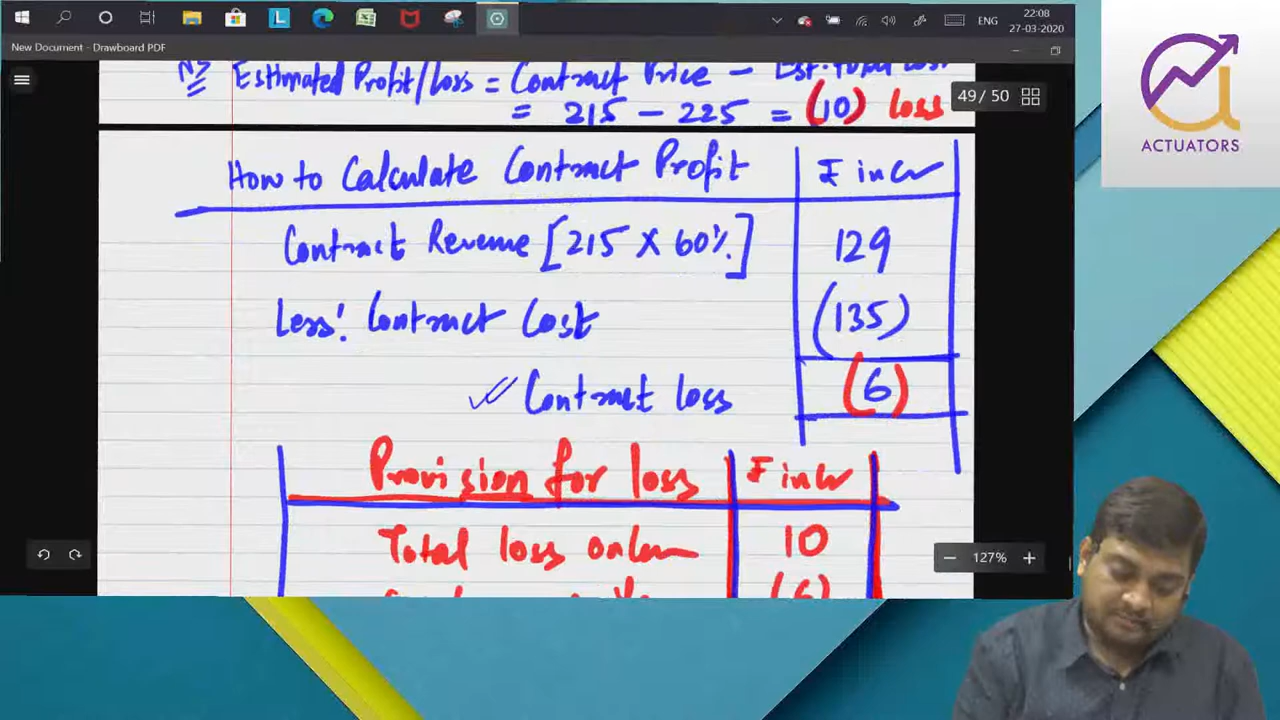 22:08
ENG
27-03-2020
New Document - Drawboard PDF
Estimated Profit/loss = Contract Price - Est. Total Cost
= 215 - 225 = (10) loss
49 / 50
ACTUATORS
How to Calculate Contract Profit ₹ in Cr
Contract Revenue [215 X 60%] 129
Less: Contract Cost (135)
Contract loss (6)
Provision for loss ₹ in Cr
Total loss on 10
(6)
127%